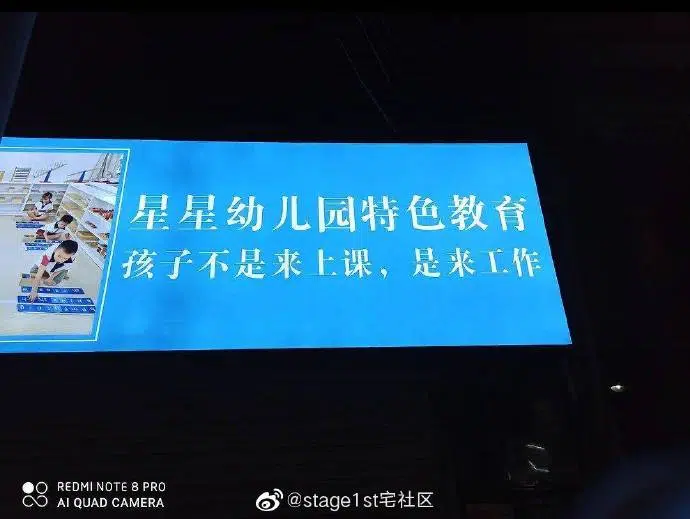 星星幼儿园特色教育
孩子不是来上课，是来工作
REDMI NOTE 8 PRO
AI QUAD CAMERA
@stage1st宅社区